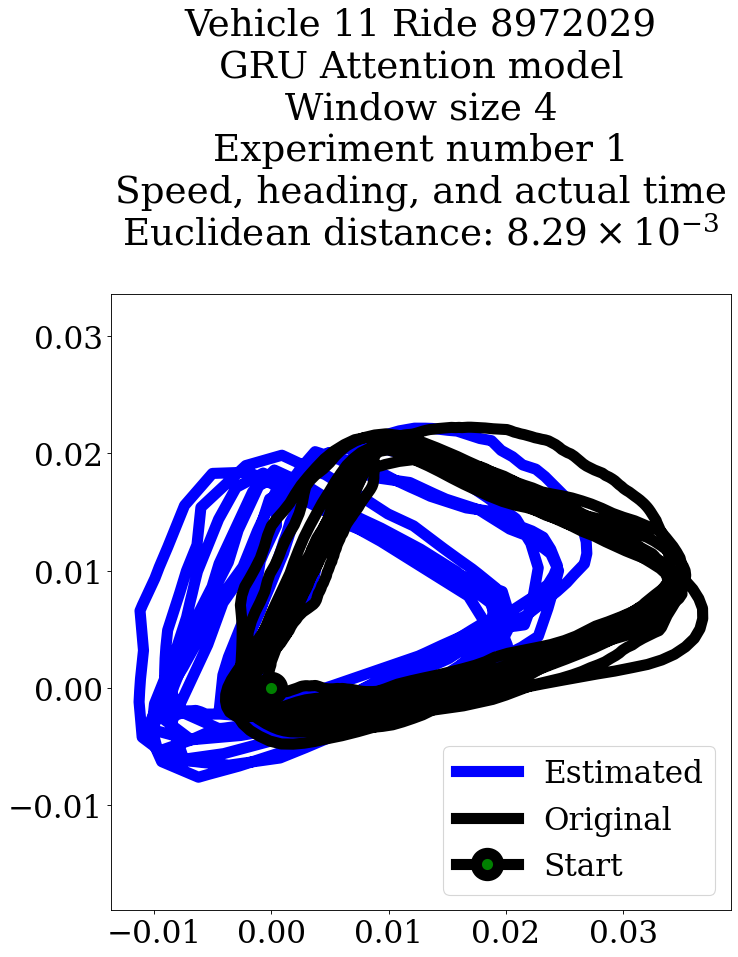 Vehicle 11 Ride 8972029
GRU Attention model
Window size 4
Experiment number 1
Speed, heading, and actual time
Euclidean distance: 8.29 × 10⁻³
0.03
0.02
0.01
0.00
−0.01
Estimated
Original
Start
−0.01 0.00 0.01 0.02 0.03